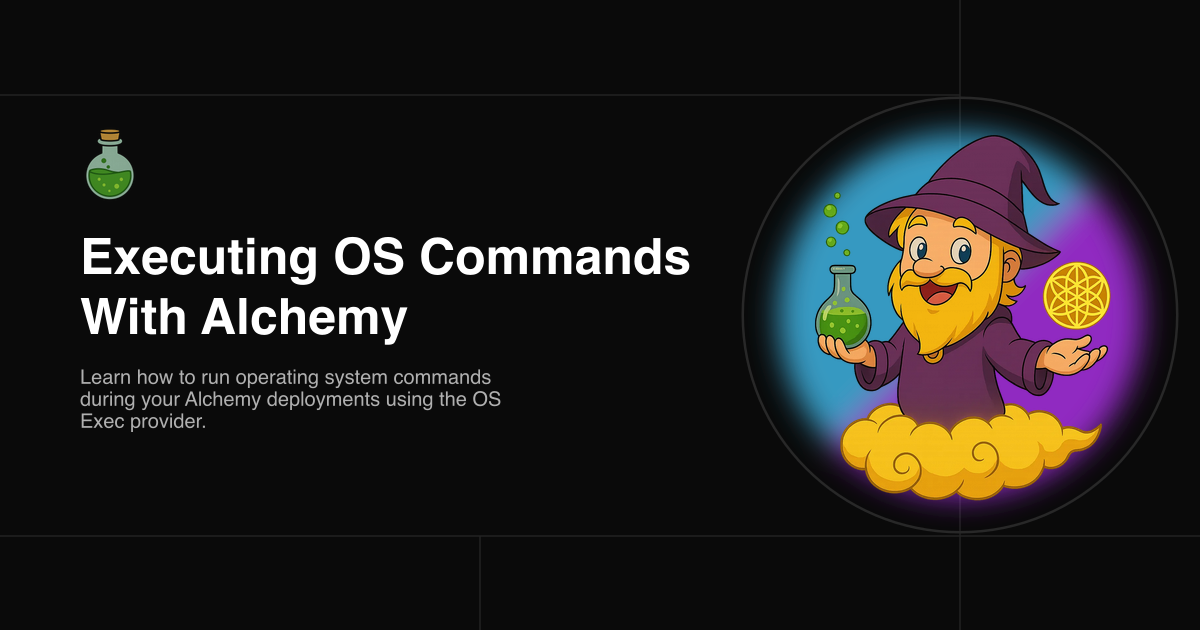 Executing OS Commands
With Alchemy
Learn how to run operating system commands
during your Alchemy deployments using the OS
Exec provider.